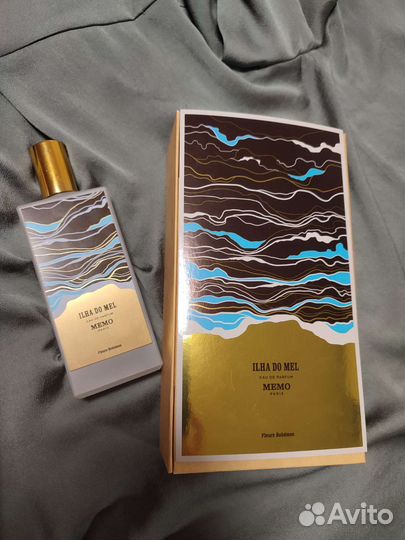 ILHA DO MEL
EAU DE PARFUM
MEMO
PARIS
Fleurs Bohèmes
ILHA DO MEL
EAU DE PARFUM
MEMO
PARIS
Fleurs Bohèmes
Avito